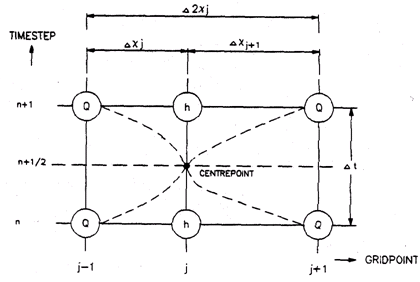 Δ2xj
TIMESTEP
Δxj Δxj+1
n+1 Q h Q
n+1/2 CENTREPOINT Δt
n Q h Q
j-1 j j+1 GRIDPOINT